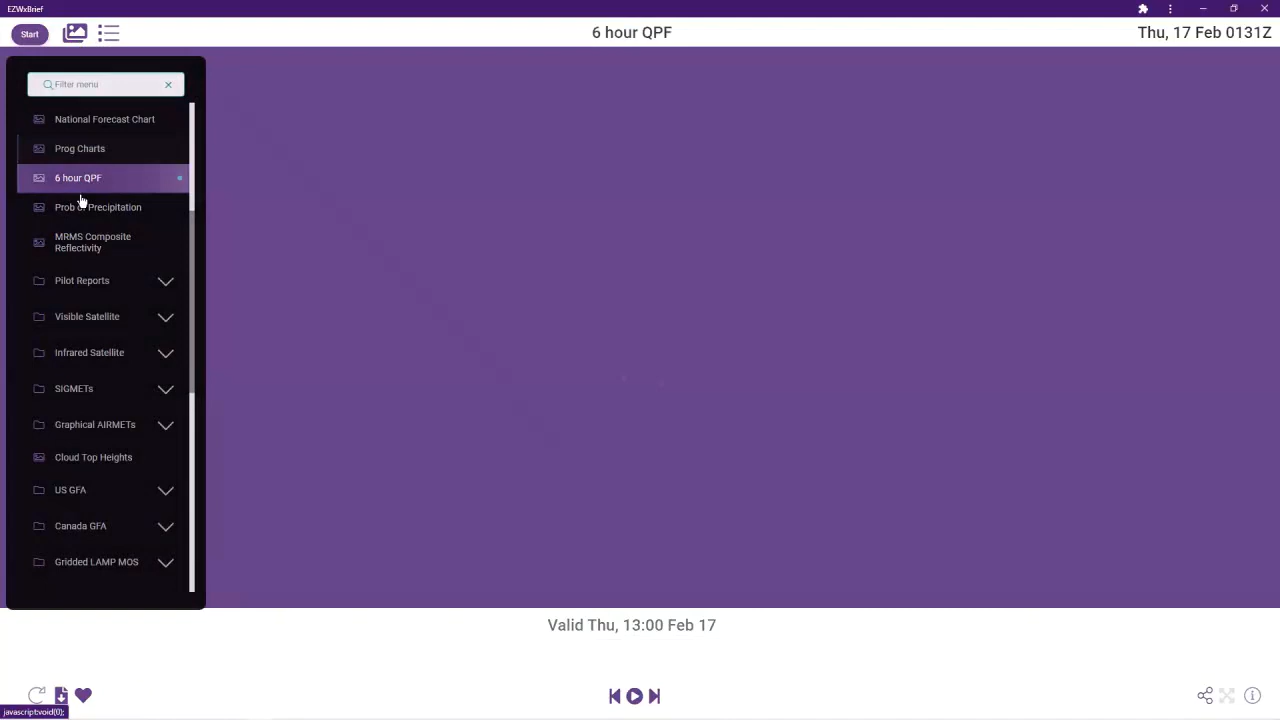 EZWxBrief
Start
6 hour QPF
Thu, 17 Feb 0131Z
Filter menu
National Forecast Chart
Prog Charts
6 hour QPF
Prob of Precipitation
MRMS Composite
Reflectivity
Pilot Reports
Visible Satellite
Infrared Satellite
SIGMETs
Graphical AIRMETs
Cloud Top Heights
US GFA
Canada GFA
Gridded LAMP MOS
Valid Thu, 13:00 Feb 17
javascript:void(0);